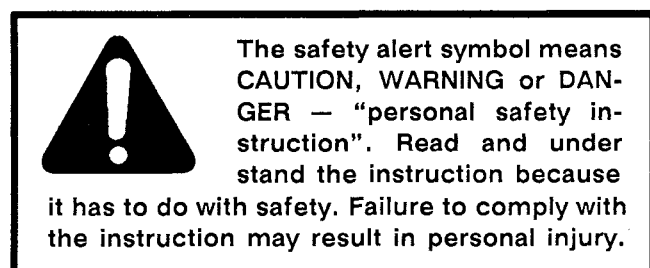 The safety alert symbol means
CAUTION, WARNING or DAN-
GER — “personal safety in-
struction”. Read and under
stand the instruction because
it has to do with safety. Failure to comply with
the instruction may result in personal injury.